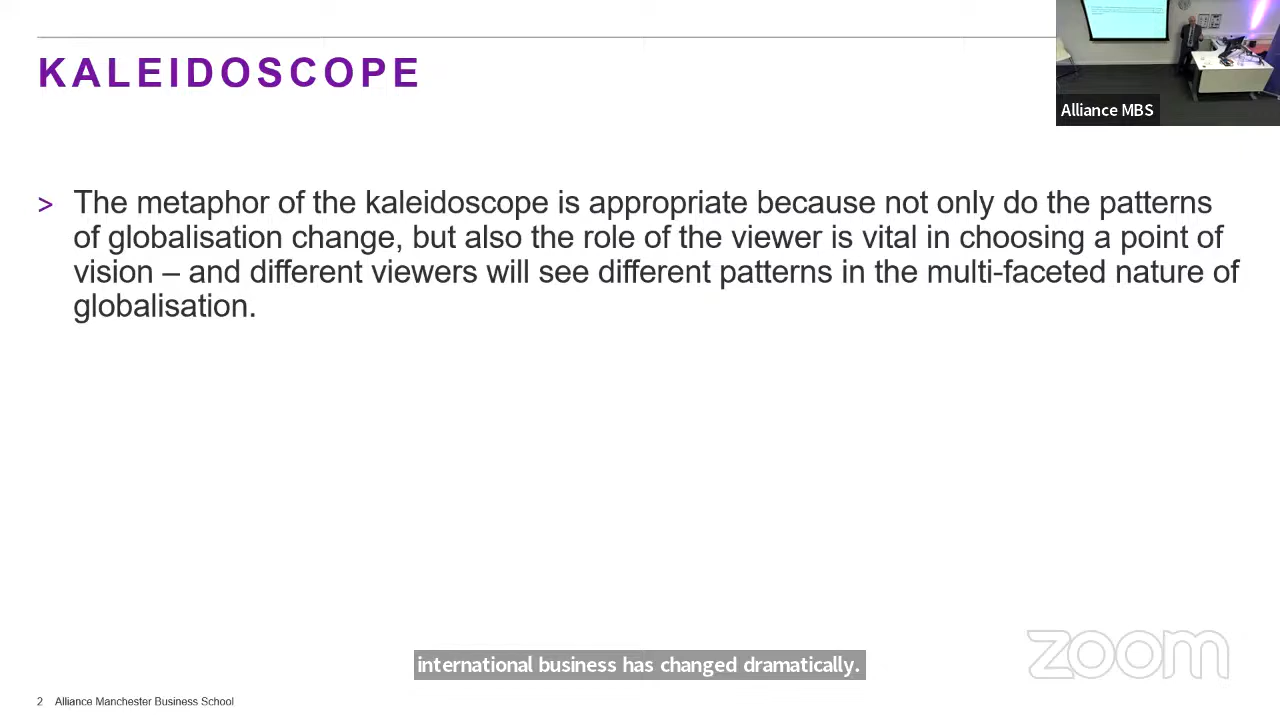 KALEIDOSCOPE
Alliance MBS
> The metaphor of the kaleidoscope is appropriate because not only do the patterns
of globalisation change, but also the role of the viewer is vital in choosing a point of
vision – and different viewers will see different patterns in the multi-faceted nature of
globalisation.
zoom
international business has changed dramatically.
2 Alliance Manchester Business School